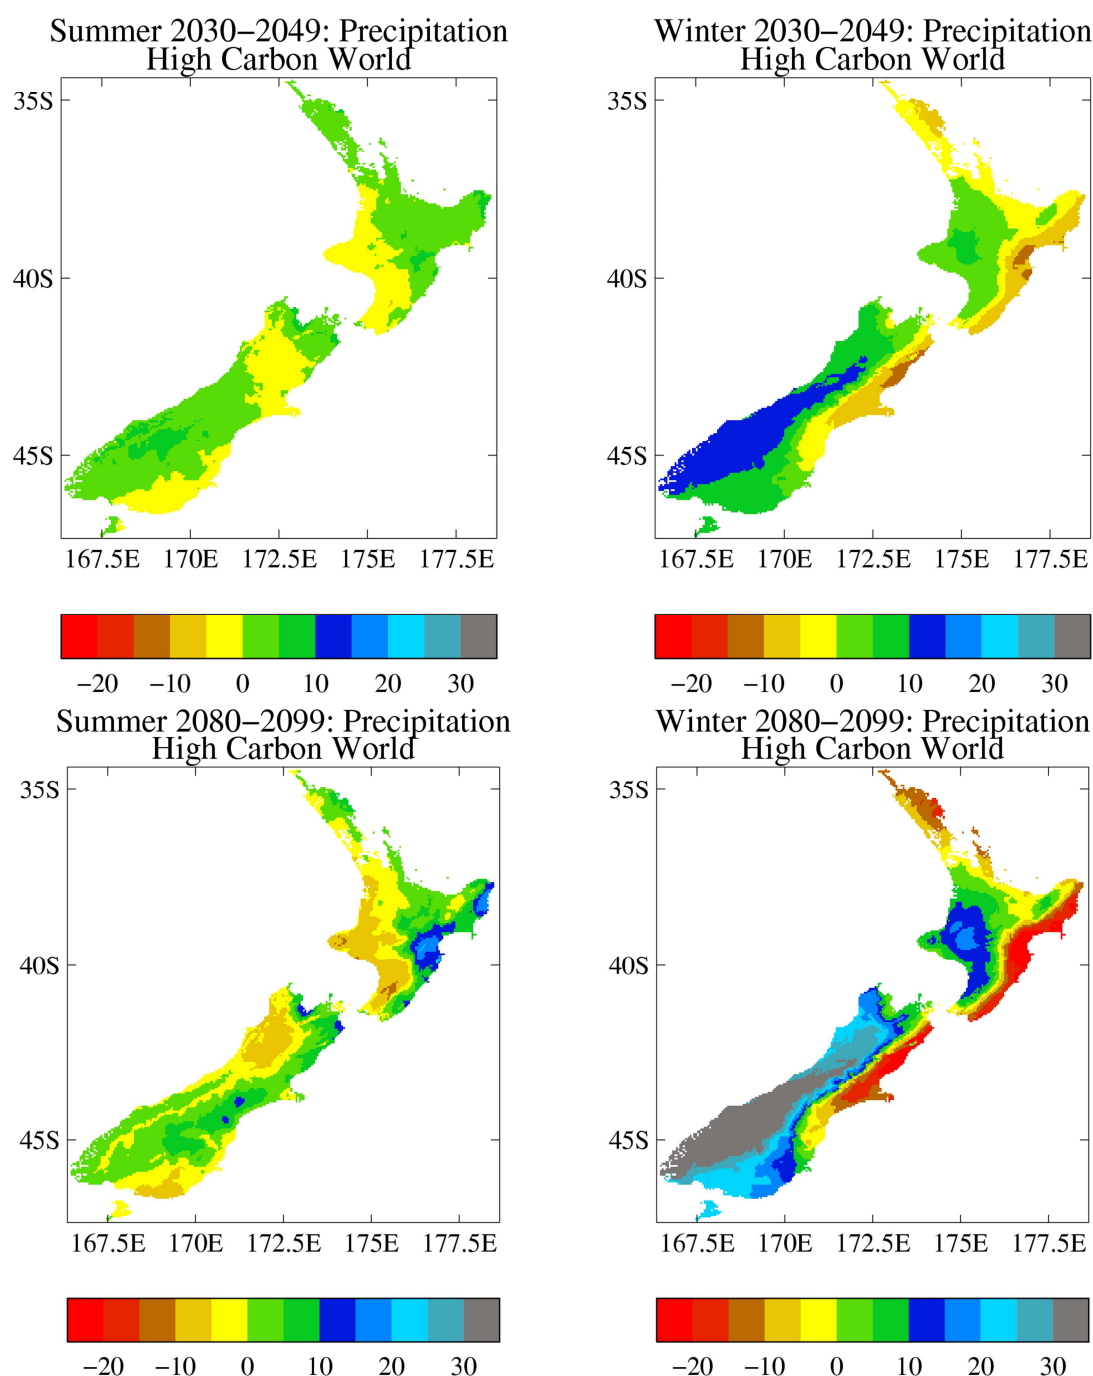 Summer 2030−2049: Precipitation
High Carbon World
35S
40S
45S
167.5E 170E 172.5E 175E 177.5E
−20 −10 0 10 20 30
Winter 2030−2049: Precipitation
High Carbon World
35S
40S
45S
167.5E 170E 172.5E 175E 177.5E
−20 −10 0 10 20 30
Summer 2080−2099: Precipitation
High Carbon World
35S
40S
45S
167.5E 170E 172.5E 175E 177.5E
−20 −10 0 10 20 30
Winter 2080−2099: Precipitation
High Carbon World
35S
40S
45S
167.5E 170E 172.5E 175E 177.5E
−20 −10 0 10 20 30